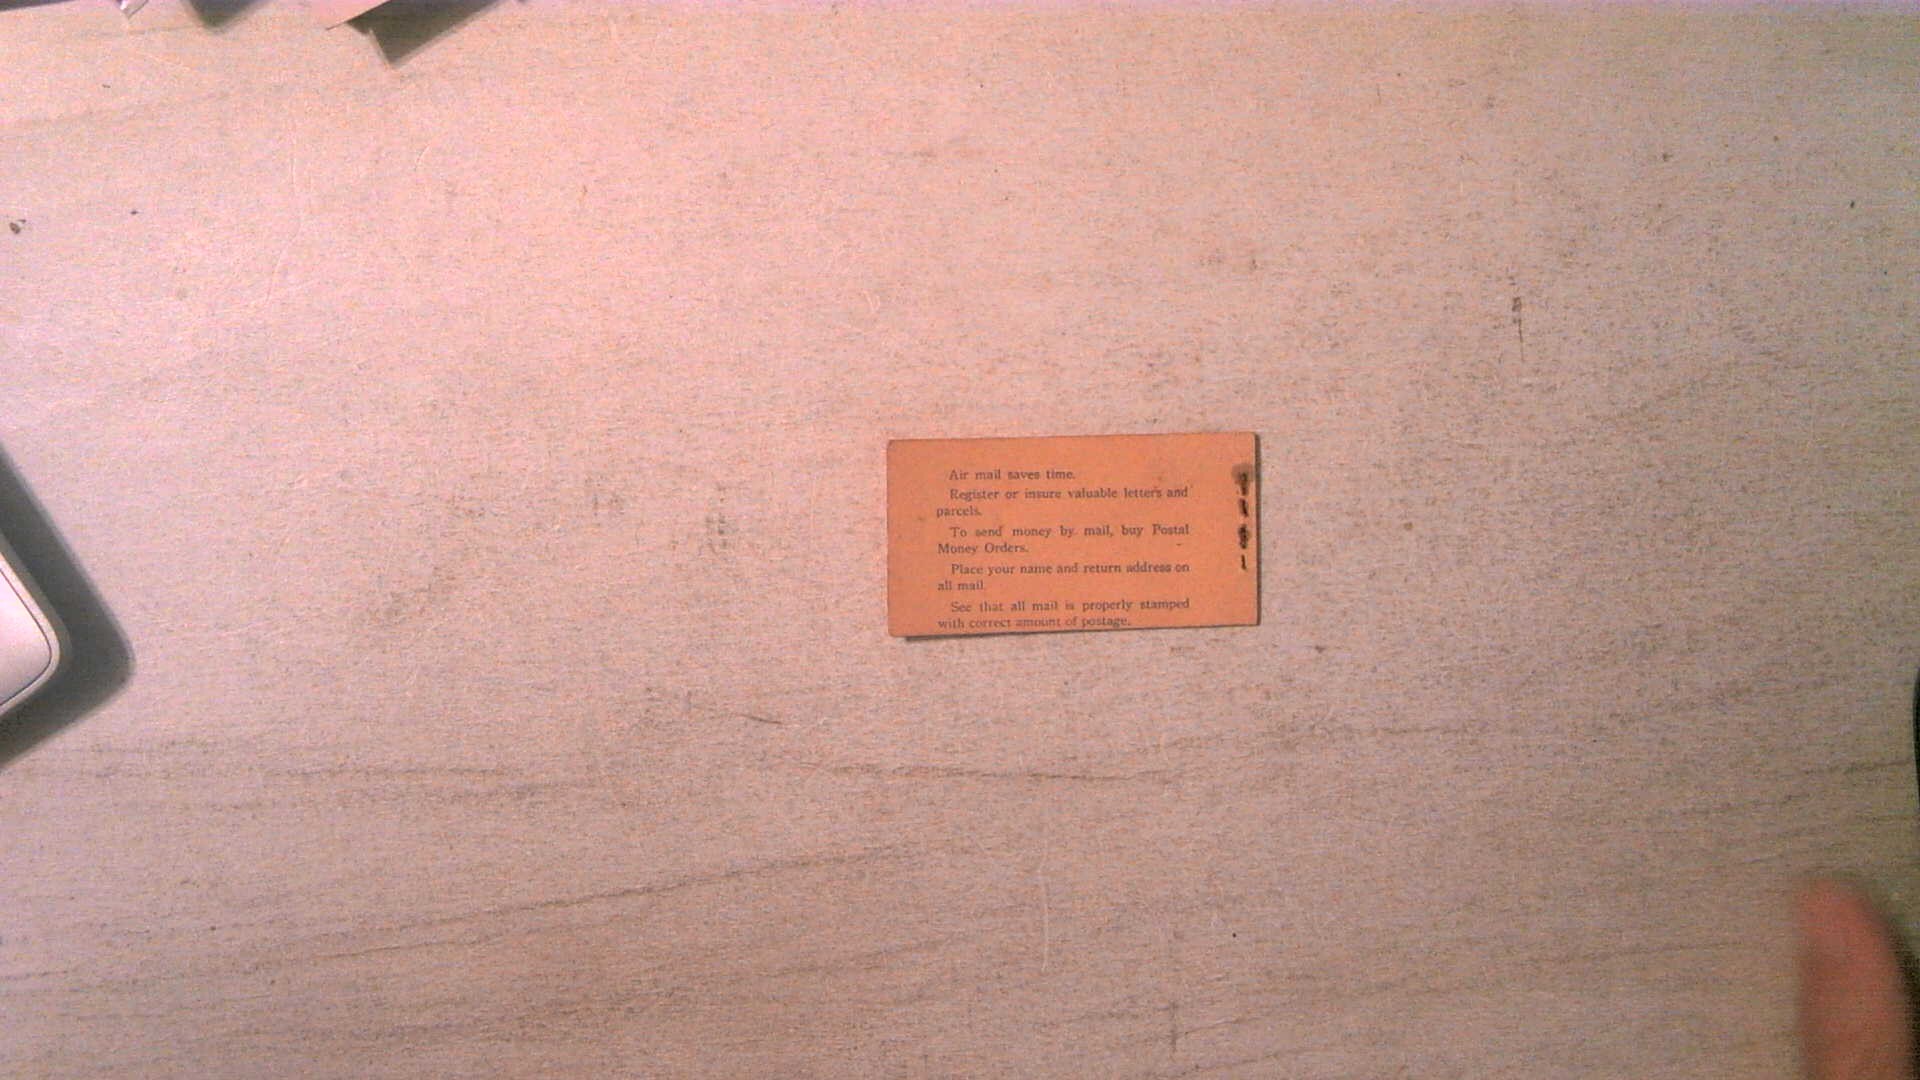 Air mail saves time.
Register or insure valuable letters and
parcels.
To send money by mail, buy Postal
Money Orders.
Place your name and return address on
all mail.
See that all mail is properly stamped
with correct amount of postage.